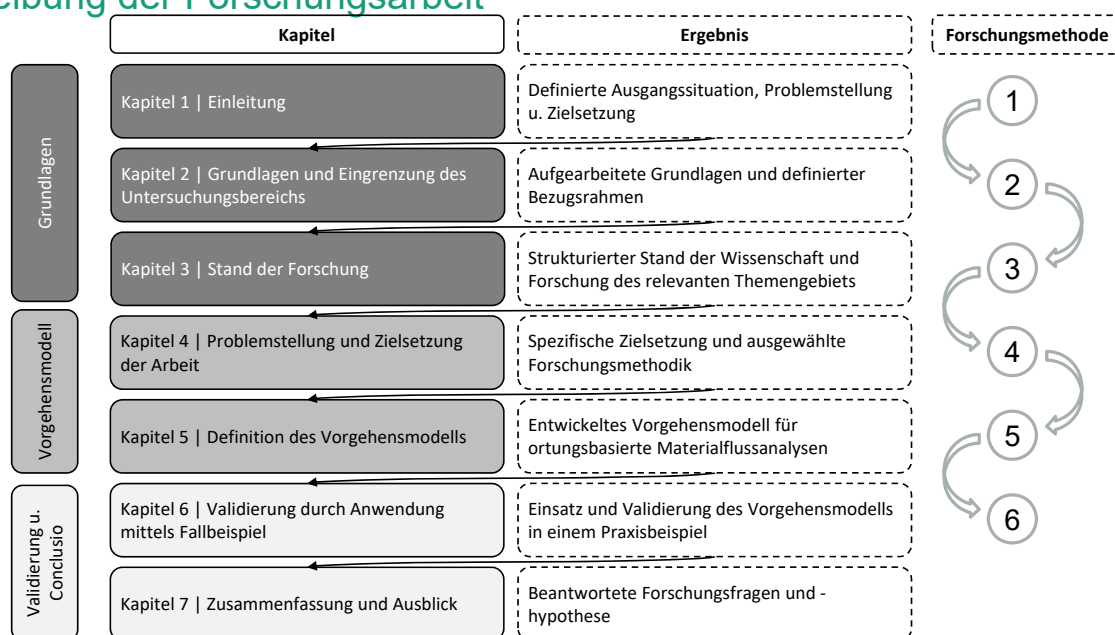 eibung der Forschungsarbeit
Kapitel
Ergebnis
Forschungsmethode
Grundlagen
Kapitel 1 | Einleitung
Definierte Ausgangssituation, Problemstellung
u. Zielsetzung
1
Kapitel 2 | Grundlagen und Eingrenzung des
Untersuchungsbereichs
Aufgearbeitete Grundlagen und definierter
Bezugsrahmen
2
Kapitel 3 | Stand der Forschung
Strukturierter Stand der Wissenschaft und
Forschung des relevanten Themengebiets
3
Vorgehensmodell
Kapitel 4 | Problemstellung und Zielsetzung
der Arbeit
Spezifische Zielsetzung und ausgewählte
Forschungsmethodik
4
Kapitel 5 | Definition des Vorgehensmodells
Entwickeltes Vorgehensmodell für
ortungsbasierte Materialflussanalysen
5
Validierung u.
Conclusio
Kapitel 6 | Validierung durch Anwendung
mittels Fallbeispiel
Einsatz und Validierung des Vorgehensmodells
in einem Praxisbeispiel
6
Kapitel 7 | Zusammenfassung und Ausblick
Beantwortete Forschungsfragen und -
hypothese